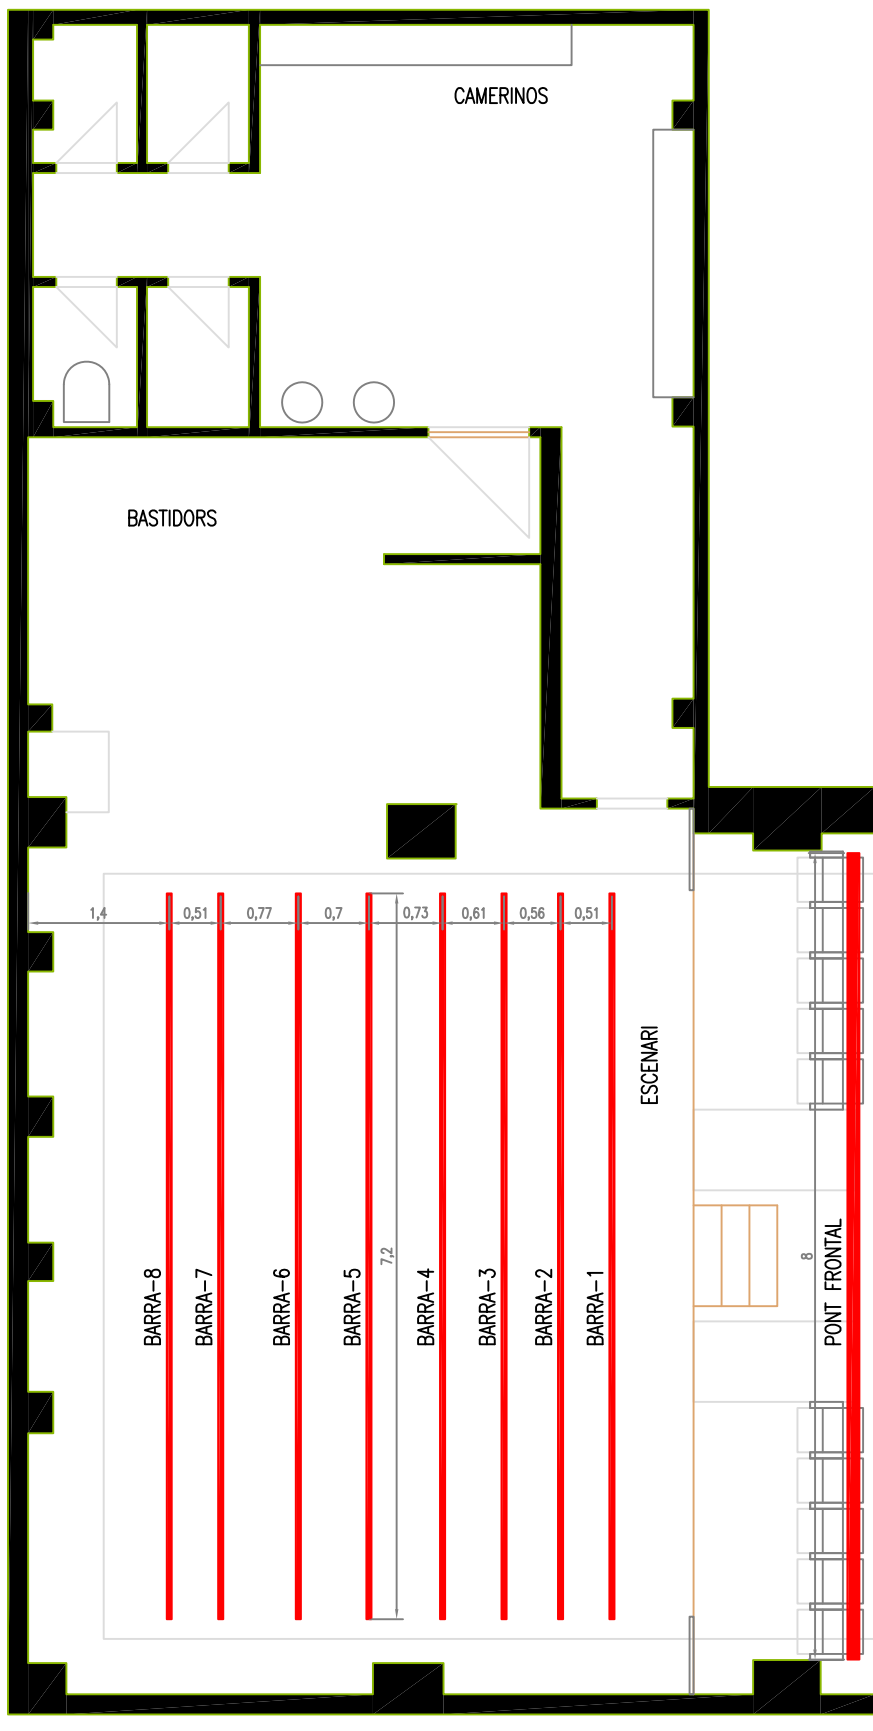 CAMERINOS
BASTIDORS
1,4
0,51
0,77
0,7
0,73
0,61
0,56
0,51
ESCENARI
7,2
8
BARRA-8
BARRA-7
BARRA-6
BARRA-5
BARRA-4
BARRA-3
BARRA-2
BARRA-1
PONT FRONTAL